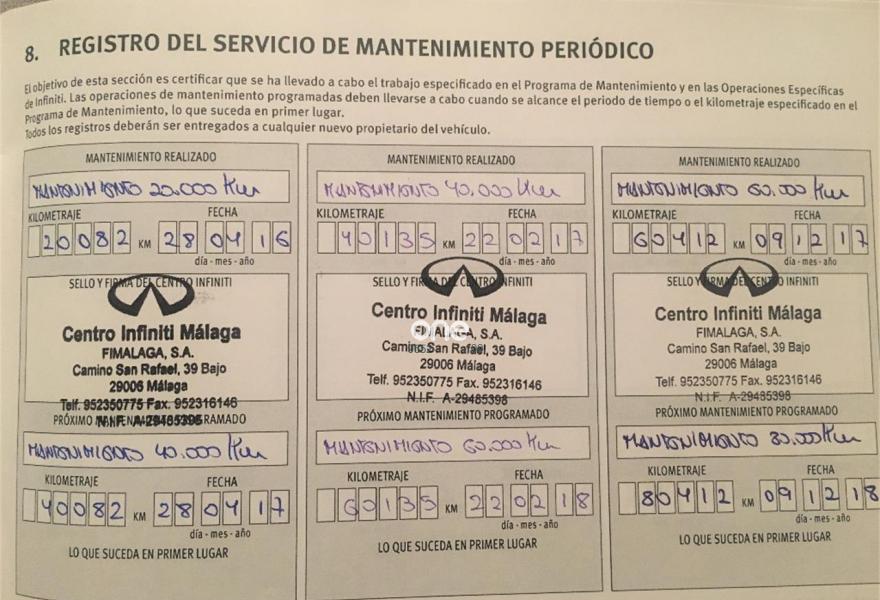 8. REGISTRO DEL SERVICIO DE MANTENIMIENTO PERIÓDICO
El objetivo de esta sección es certificar que se ha llevado a cabo el trabajo especificado en el Programa de Mantenimiento y en las Operaciones Específicas
de Infiniti. Las operaciones de mantenimiento programadas deben llevarse a cabo cuando se alcance el periodo de tiempo o el kilometraje especificado en el
Programa de Mantenimiento, lo que suceda en primer lugar.
Todos los registros deberán ser entregados a cualquier nuevo propietario del vehículo.
MANTENIMIENTO REALIZADO
MANTENIMIENTO 20.000 Km
KILOMETRAJE FECHA
20082 KM 28 04 16
día - mes - año
SELLO Y FIRMA DEL CENTRO INFINITI
Centro Infiniti Málaga
FIMALAGA, S.A.
Camino San Rafael, 39 Bajo
29006 Málaga
Telf. 952350775 Fax. 952316146
N.I.F. A-29485398
PRÓXIMO MANTENIMIENTO PROGRAMADO
MANTENIMIENTO 40.000 Km
KILOMETRAJE FECHA
40082 KM 28 04 17
día - mes - año
LO QUE SUCEDA EN PRIMER LUGAR
MANTENIMIENTO REALIZADO
MANTENIMIENTO 40.000 Km
KILOMETRAJE FECHA
40135 KM 22 02 17
día - mes - año
SELLO Y FIRMA DEL CENTRO INFINITI
Centro Infiniti Málaga
one
FIMALAGA, S.A.
Camino San Rafael, 39 Bajo
29006 Málaga
Telf. 952350775 Fax. 952316146
N.I.F. A-29485398
PRÓXIMO MANTENIMIENTO PROGRAMADO
MANTENIMIENTO 60.000 Km
KILOMETRAJE FECHA
60135 KM 22 02 18
día - mes - año
LO QUE SUCEDA EN PRIMER LUGAR
MANTENIMIENTO REALIZADO
MANTENIMIENTO 60.000 Km
KILOMETRAJE FECHA
60412 KM 09 12 17
día - mes - año
SELLO Y FIRMA DEL CENTRO INFINITI
Centro Infiniti Málaga
FIMALAGA, S.A.
Camino San Rafael, 39 Bajo
29006 Málaga
Telf. 952350775 Fax. 952316146
N.I.F. A-29485398
PRÓXIMO MANTENIMIENTO PROGRAMADO
MANTENIMIENTO 80.000 Km
KILOMETRAJE FECHA
80412 KM 09 12 18
día - mes - año
LO QUE SUCEDA EN PRIMER LUGAR